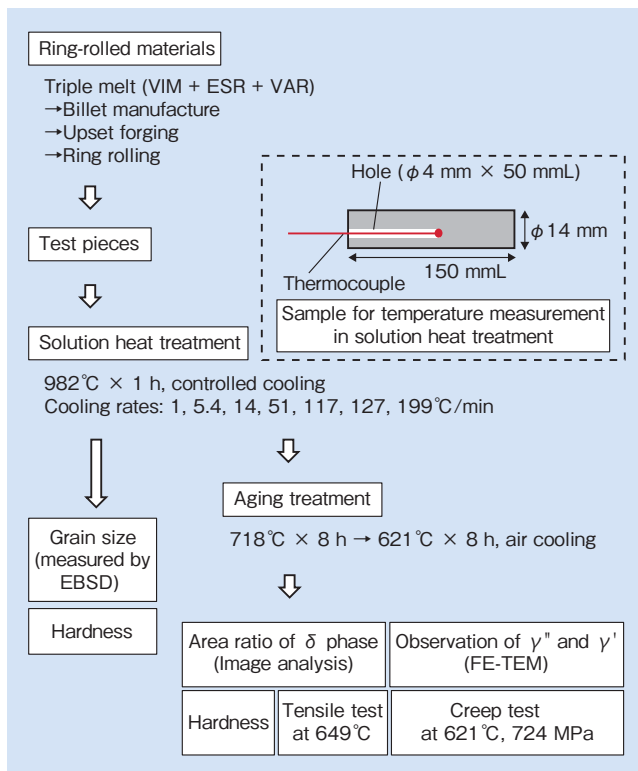 Ring-rolled materials
Triple melt (VIM + ESR + VAR)
→Billet manufacture
→Upset forging
→Ring rolling
Hole (φ4 mm × 50 mmL)
φ14 mm
150 mmL
Thermocouple
Sample for temperature measurement
in solution heat treatment
Test pieces
Solution heat treatment
982℃ × 1 h, controlled cooling
Cooling rates: 1, 5.4, 14, 51, 117, 127, 199℃/min
Aging treatment
718℃ × 8 h → 621℃ × 8 h, air cooling
Grain size
(measured by
EBSD)
Hardness
Area ratio of δ phase
(Image analysis)
Observation of γ" and γ'
(FE-TEM)
Hardness
Tensile test
at 649℃
Creep test
at 621℃, 724 MPa